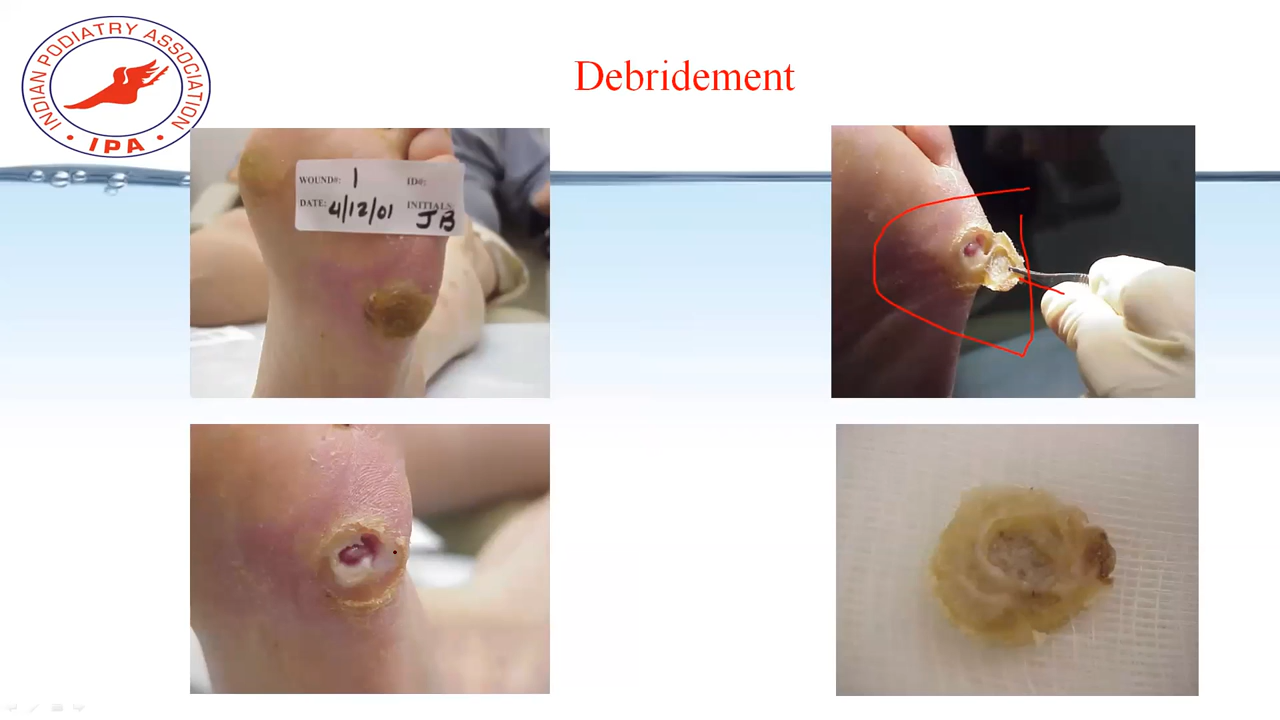 INDIAN PODIATRY ASSOCIATION
IPA
Debridement
WOUND#: 1 ID#:
DATE: 4/12/01 INITIALS: JB